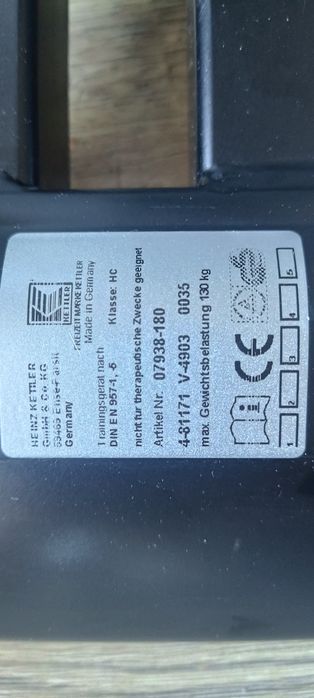 HEINZ KETTLER
GmbH & Co. KG
59463 Ense-Parsit
Germany
KETTLER
FREIZEIT MARKE KETTLER
Made in Germany
Trainingsgerät nach
DIN EN 957-1, -5 Klasse: HC
nicht für therapeutische Zwecke geeignet
Artikel Nr. 07938-180
4-81171 V-4903 0035
max. Gewichtsbelastung 130 kg
CE
GS
1 2 3 4 5